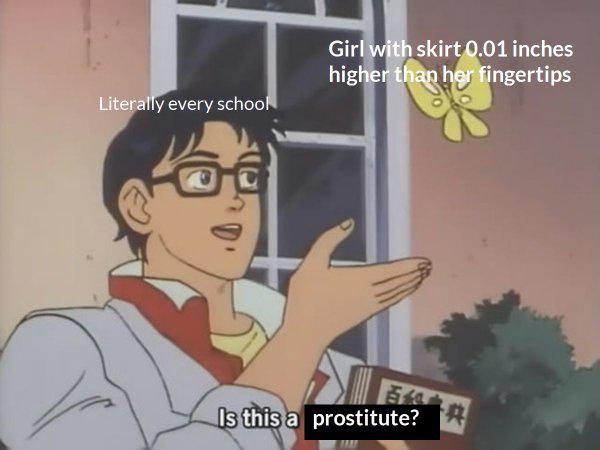 Girl with skirt 0.01 inches
higher than her fingertips
Literally every school
Is this a prostitute?